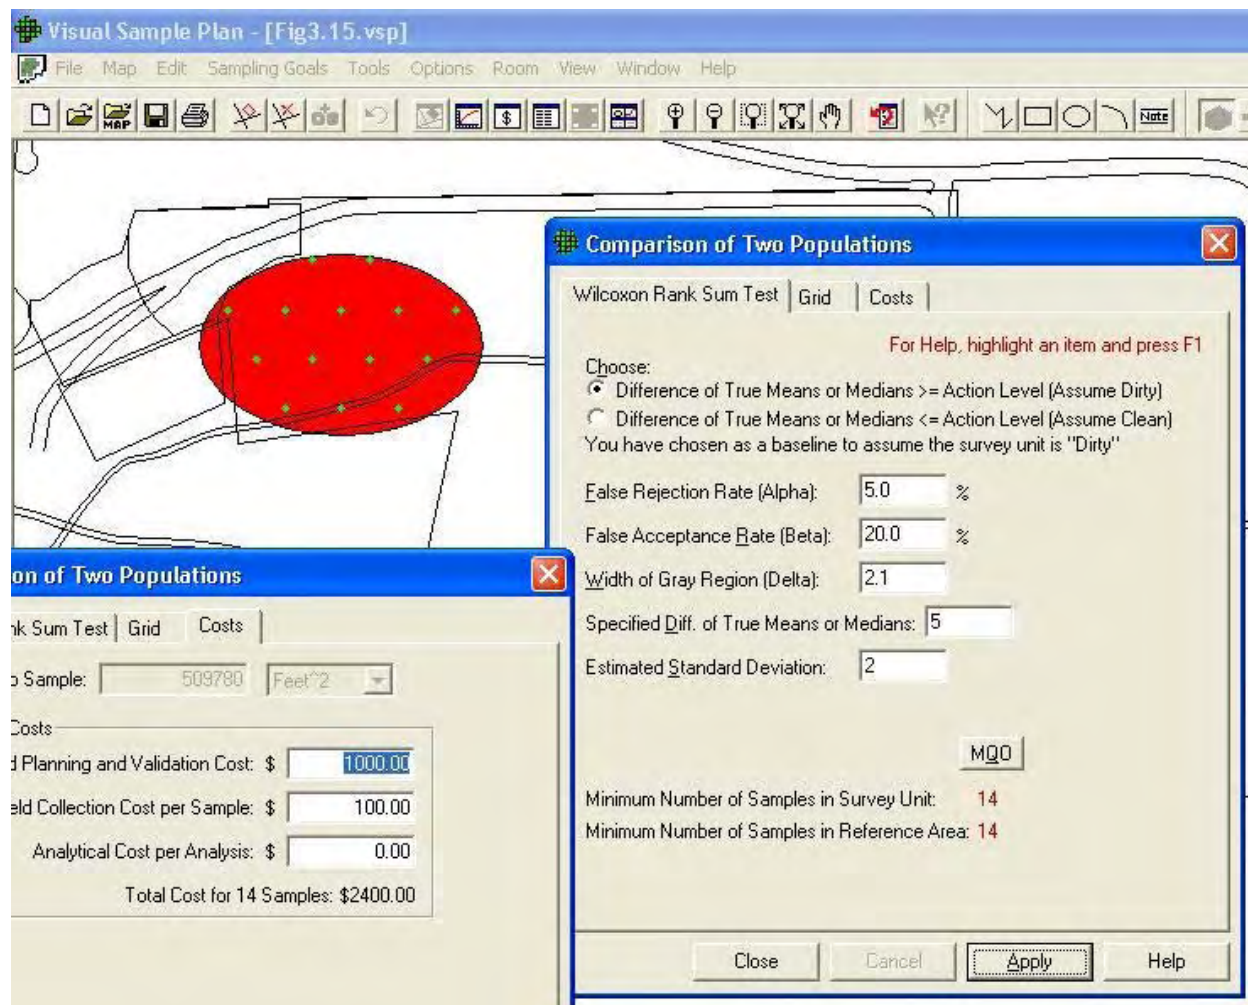 Visual Sample Plan - [Fig3.15.vsp]
File Map Edit Sampling Goals Tools Options Room View Window Help
MAP $ Note
Comparison of Two Populations
Wilcoxon Rank Sum Test Grid Costs
For Help, highlight an item and press F1
Choose:
Difference of True Means or Medians >= Action Level (Assume Dirty)
Difference of True Means or Medians <= Action Level (Assume Clean)
You have chosen as a baseline to assume the survey unit is "Dirty"
False Rejection Rate (Alpha): 5.0 %
False Acceptance Rate (Beta): 20.0 %
Width of Gray Region (Delta): 2.1
Specified Diff. of True Means or Medians: 5
Estimated Standard Deviation: 2
MQO
Minimum Number of Samples in Survey Unit: 14
Minimum Number of Samples in Reference Area: 14
Close Cancel Apply Help
on of Two Populations
nk Sum Test Grid Costs
o Sample: 509780 Feet^2
Costs
d Planning and Validation Cost: $ 1000.00
eld Collection Cost per Sample: $ 100.00
Analytical Cost per Analysis: $ 0.00
Total Cost for 14 Samples: $2400.00